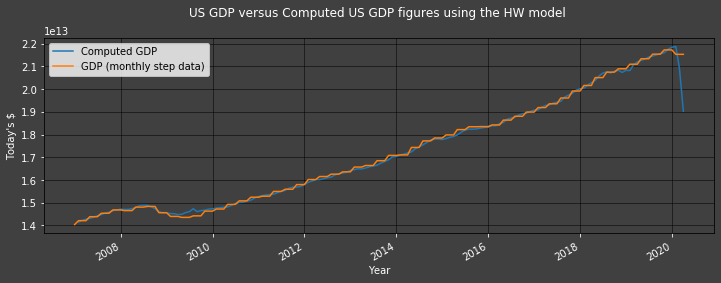 US GDP versus Computed US GDP figures using the HW model
1e13
Computed GDP
GDP (monthly step data)
2.2
2.1
2.0
1.9
1.8
1.7
1.6
1.5
1.4
Today's $
2008
2010
2012
2014
2016
2018
2020
Year